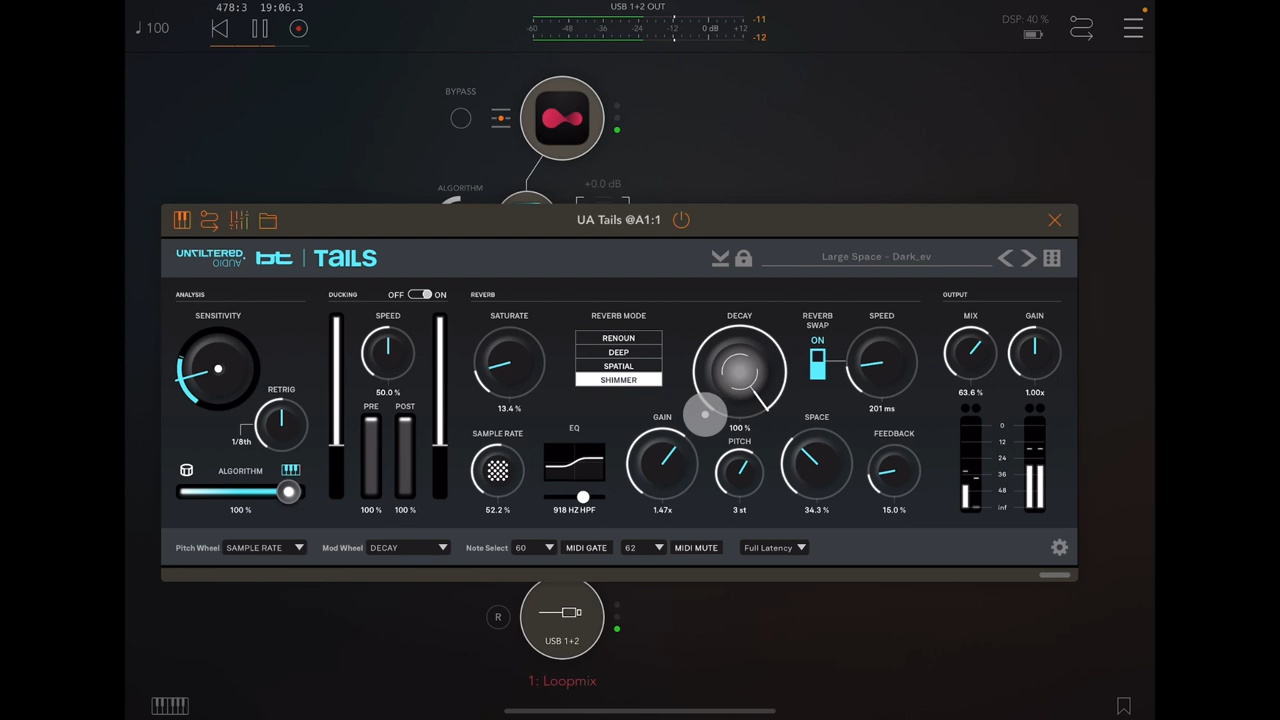 478:3 19:06.3
USB 1+2 OUT
♩ 100
-60 -48 -36 -24 -12 0 dB +12
-11
-12
DSP: 40 %
BYPASS
ALGORITHM
+0.0 dB
UA Tails @A1:1
UNFILTERED AUDIO bt | TAILS
Large Space - Dark_ev
ANALYSIS
DUCKING OFF ON
REVERB
OUTPUT
SENSITIVITY
SPEED
SATURATE
REVERB MODE
DECAY
REVERB SWAP
SPEED
MIX
GAIN
RENOUN
DEEP
SPATIAL
SHIMMER
ON
RETRIG
1/8th
50.0 %
13.4 %
100 %
201 ms
63.6 %
1.00x
PRE POST
SAMPLE RATE
EQ
GAIN
PITCH
SPACE
FEEDBACK
0
12
24
36
48
inf
ALGORITHM
100 %
100 % 100 %
52.2 %
918 HZ HPF
1.47x
3 st
34.3 %
15.0 %
Pitch Wheel SAMPLE RATE Mod Wheel DECAY Note Select 60 MIDI GATE 62 MIDI MUTE Full Latency
R
USB 1+2
1: Loopmix